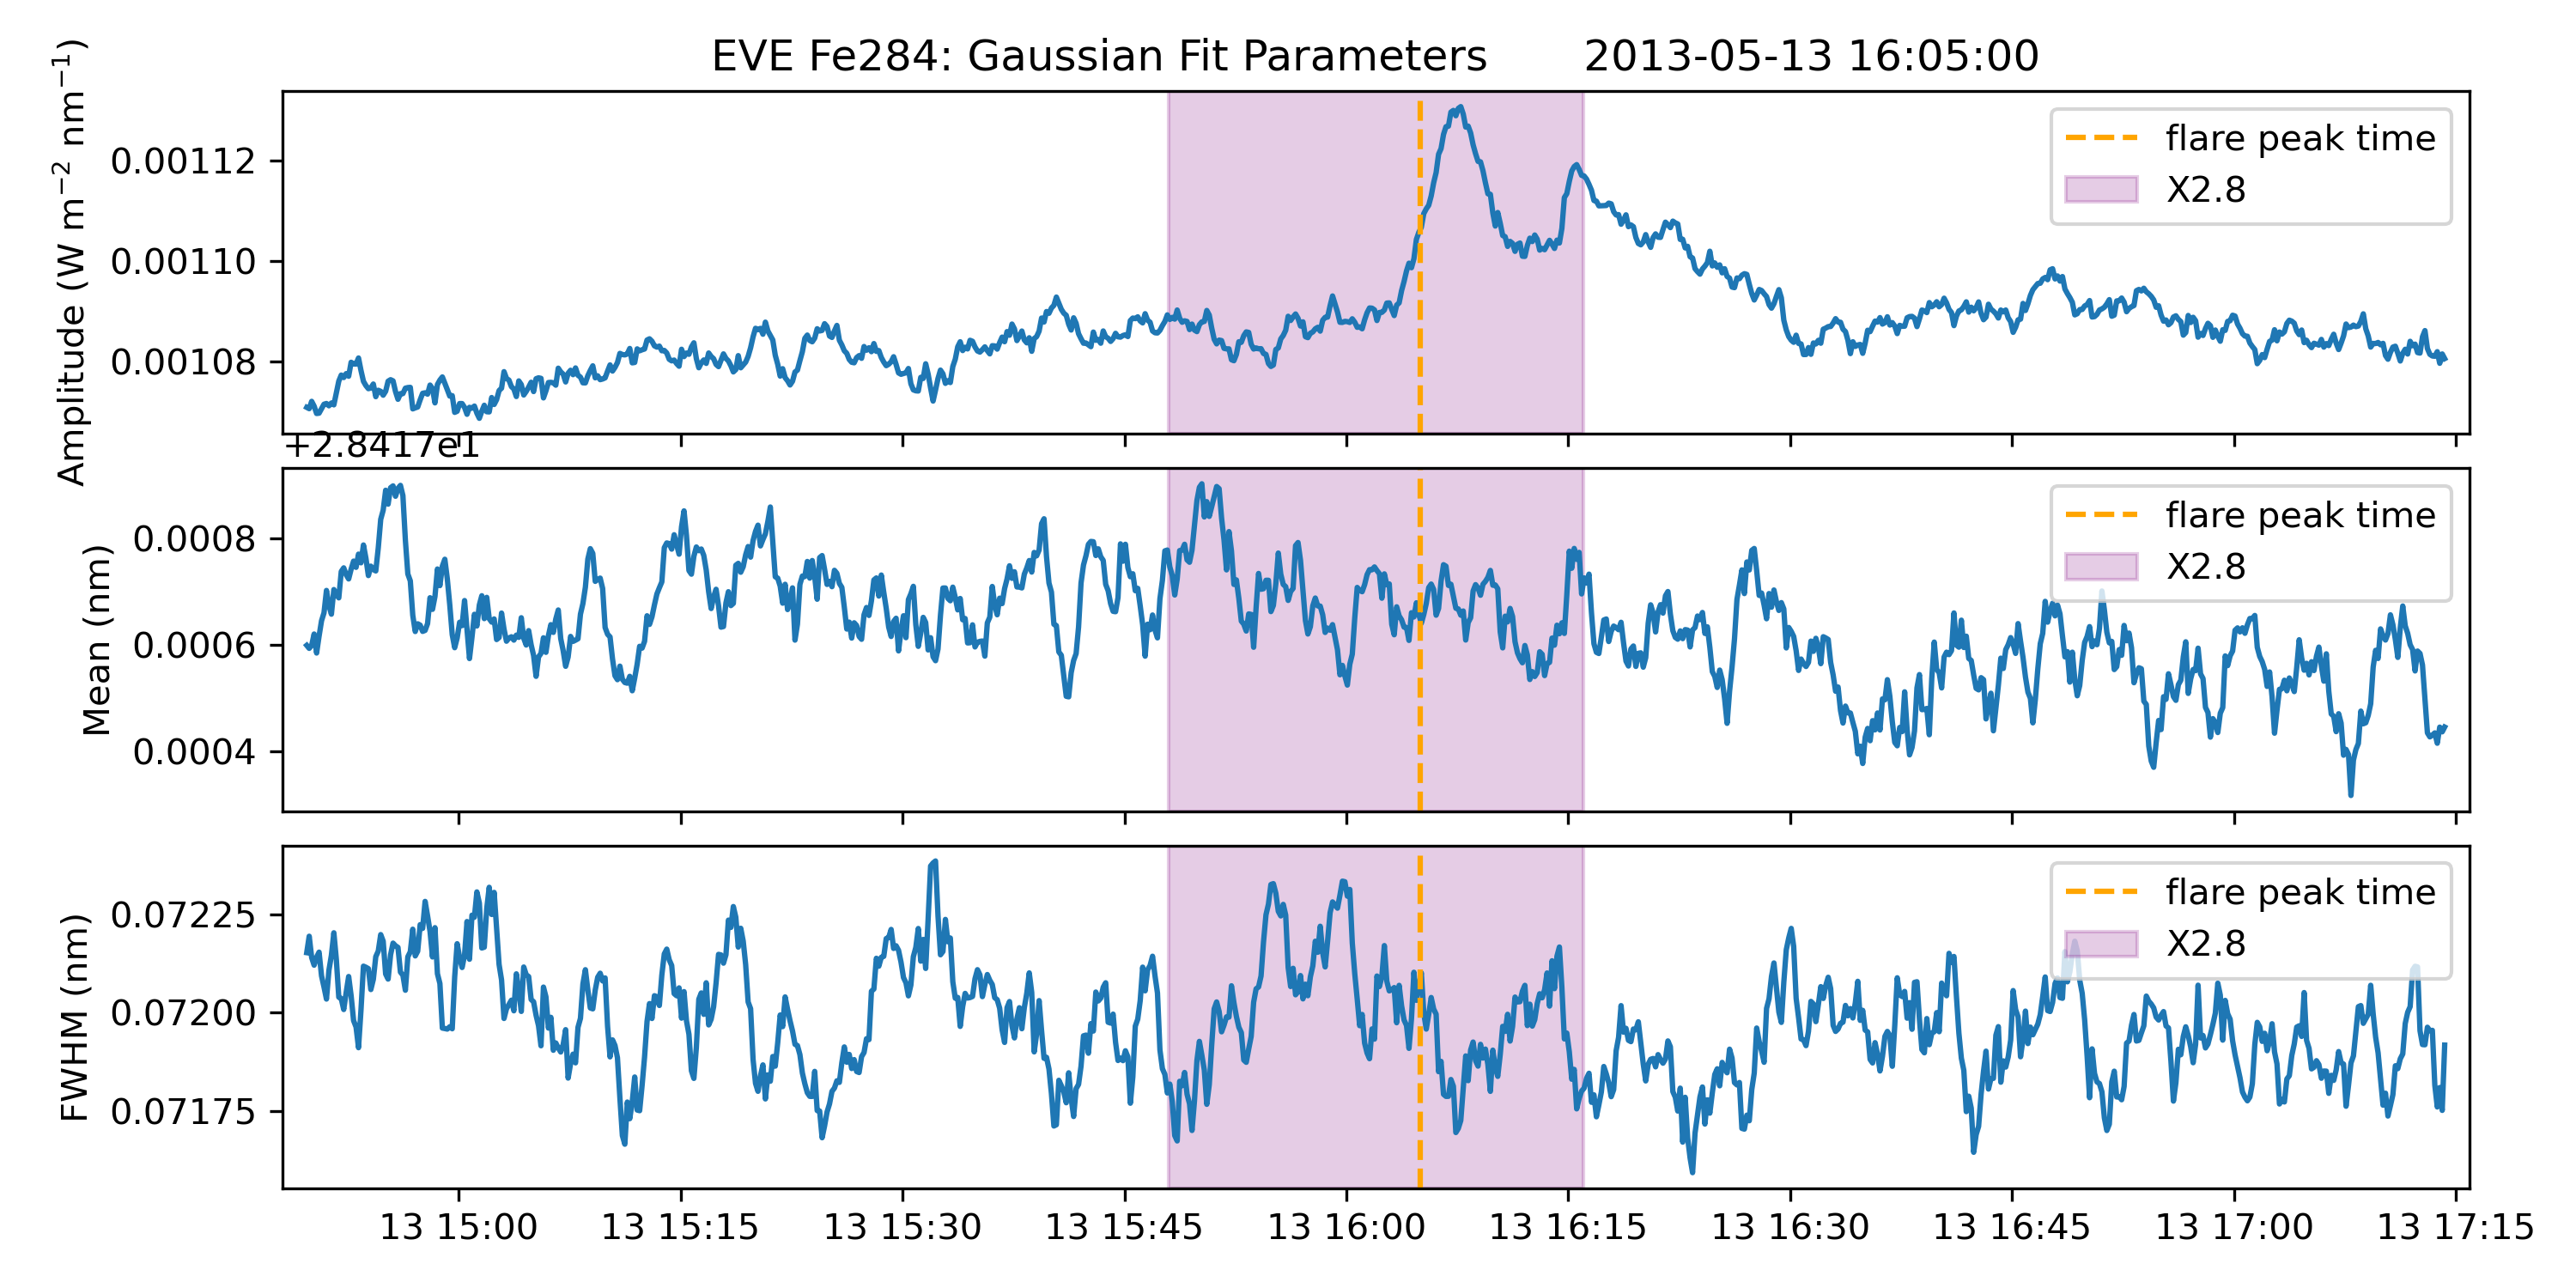 EVE Fe284: Gaussian Fit Parameters 2013-05-13 16:05:00
Amplitude (W m⁻² nm⁻¹)
0.00112
0.00110
0.00108
flare peak time
X2.8
+2.8417e1
Mean (nm)
0.0008
0.0006
0.0004
flare peak time
X2.8
FWHM (nm)
0.07225
0.07200
0.07175
flare peak time
X2.8
13 15:00 13 15:15 13 15:30 13 15:45 13 16:00 13 16:15 13 16:30 13 16:45 13 17:00 13 17:15